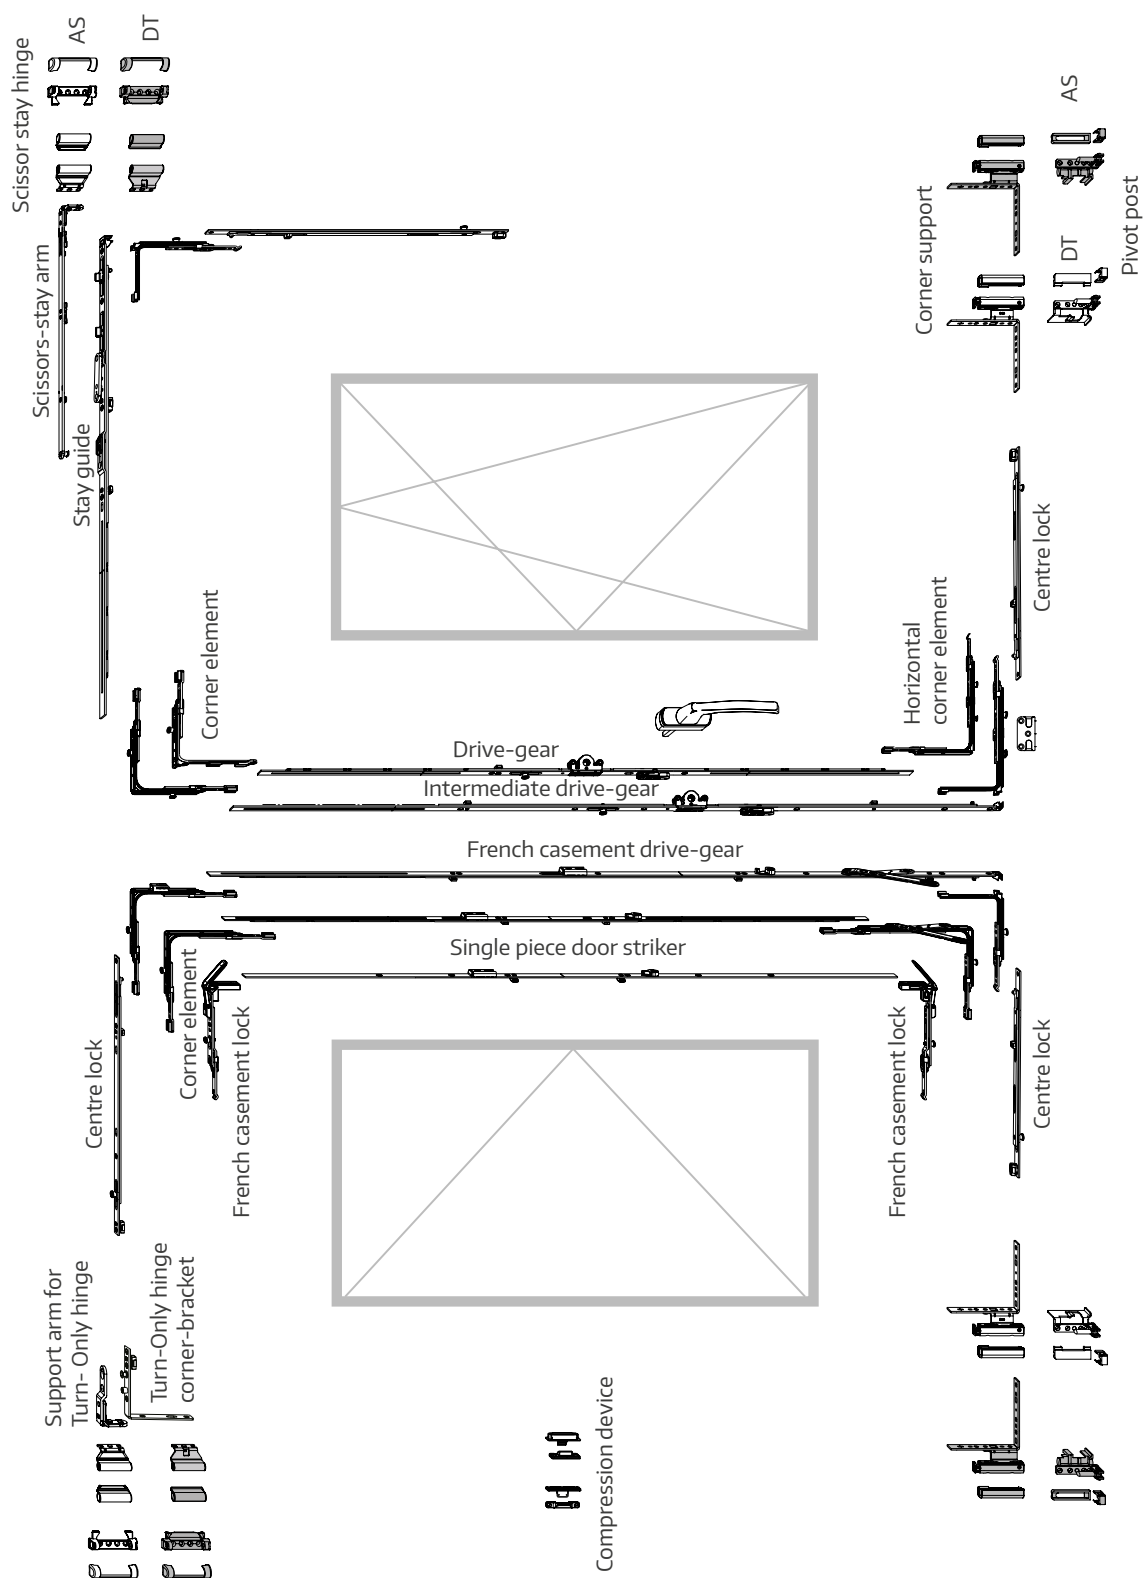 Scissor stay hinge
AS
DT
Scissors-stay arm
Stay guide
Corner element
Corner support
AS
DT
Pivot post
Centre lock
Horizontal
corner element
Drive-gear
Intermediate drive-gear
French casement drive-gear
Single piece door striker
Centre lock
Corner element
French casement lock
French casement lock
Centre lock
Support arm for
Turn- Only hinge
Turn-Only hinge
corner-bracket
Compression device